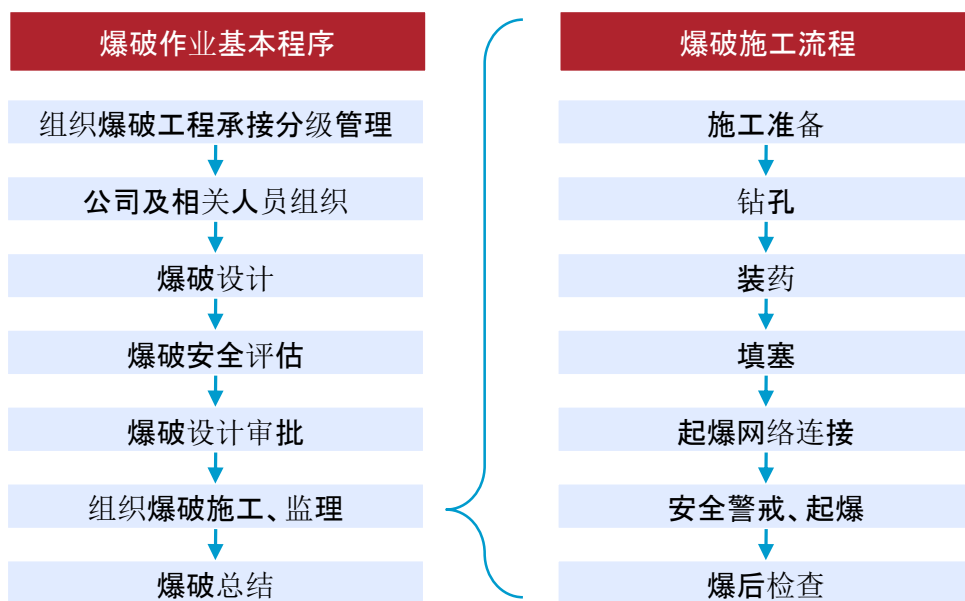 爆破作业基本程序
组织爆破工程承接分级管理
公司及相关人员组织
爆破设计
爆破安全评估
爆破设计审批
组织爆破施工、监理
爆破总结
爆破施工流程
施工准备
钻孔
装药
填塞
起爆网络连接
安全警戒、起爆
爆后检查